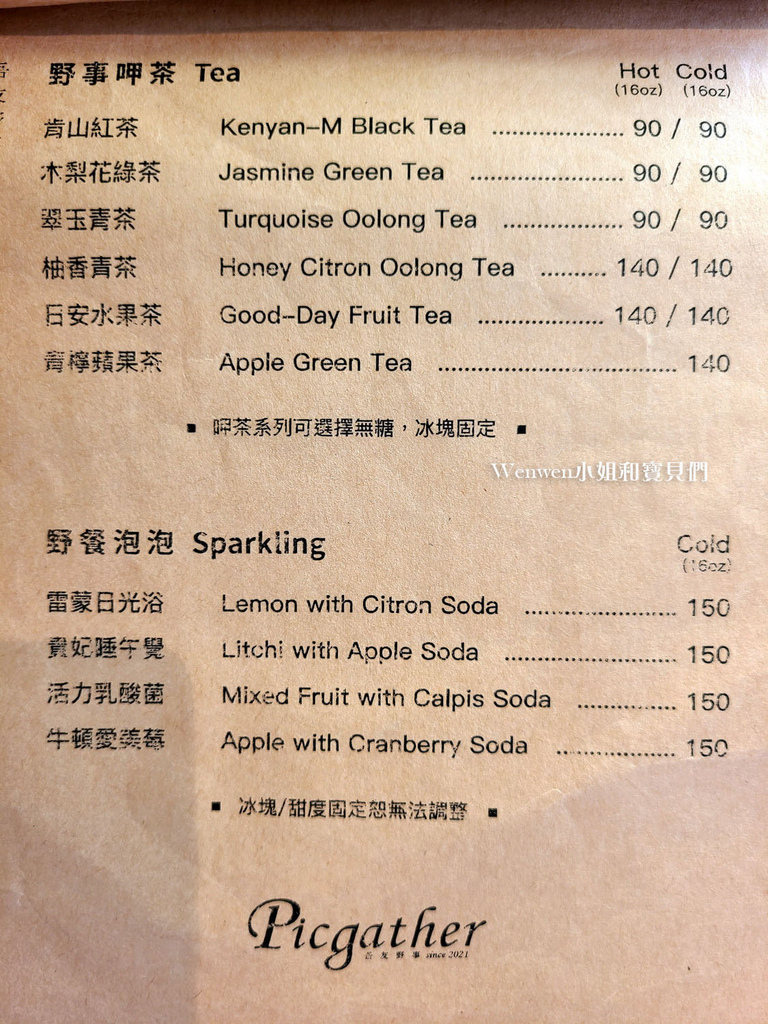 野事呷茶 Tea Hot Cold
(16oz) (16oz)
肯山紅茶 Kenyan–M Black Tea ...................... 90 / 90
木梨花綠茶 Jasmine Green Tea .......................... 90 / 90
翠玉青茶 Turquoise Oolong Tea .................... 90 / 90
柚香青茶 Honey Citron Oolong Tea .......... 140 / 140
日安水果茶 Good–Day Fruit Tea ................... 140 / 140
青檸蘋果茶 Apple Green Tea .................................... 140
▪ 呷茶系列可選擇無糖，冰塊固定 ▪
Wenwen小姐和寶貝們
野餐泡泡 Sparkling Cold
(16oz)
雷蒙日光浴 Lemon with Citron Soda ....................... 150
貴妃睡午覺 Litchi with Apple Soda .......................... 150
活力乳酸菌 Mixed Fruit with Calpis Soda ............... 150
牛頓愛美莓 Apple with Cranberry Soda .................. 150
▪ 冰塊/甜度固定恕無法調整 ▪
Picgather
吾友野事 since 2021